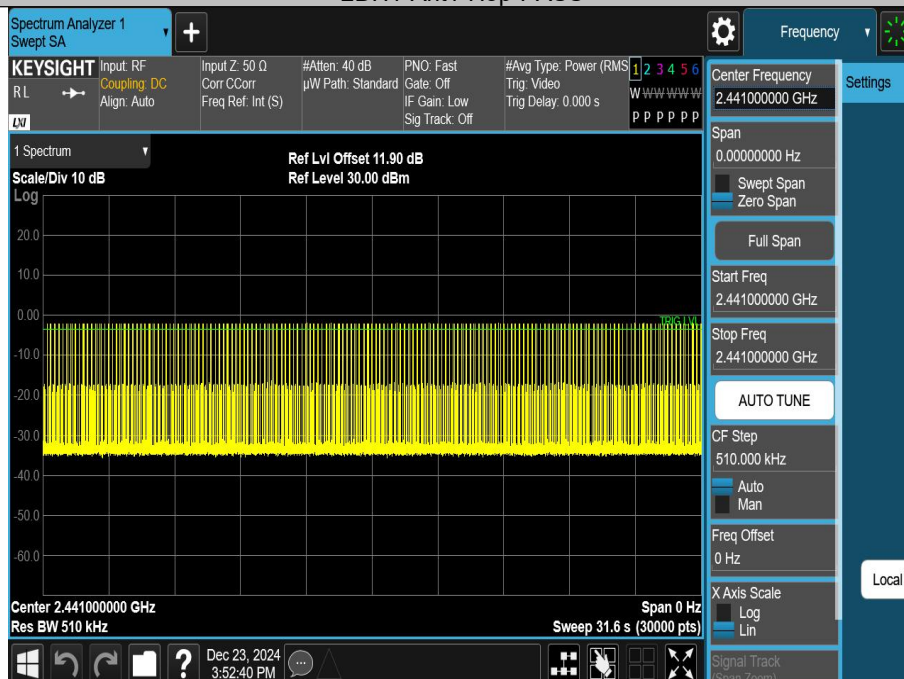 Spectrum Analyzer 1
Swept SA
+
Frequency
KEYSIGHT
R L
LXI
Input: RF
Coupling: DC
Align: Auto
Input Z: 50 Ω
Corr CCorr
Freq Ref: Int (S)
#Atten: 40 dB
µW Path: Standard
PNO: Fast
Gate: Off
IF Gain: Low
Sig Track: Off
#Avg Type: Power (RMS
Trig: Video
Trig Delay: 0.000 s
1 2 3 4 5 6
W W W W W W
P P P P P P
Center Frequency
2.441000000 GHz
Settings
Span
0.00000000 Hz
Swept Span
Zero Span
Full Span
Start Freq
2.441000000 GHz
Stop Freq
2.441000000 GHz
AUTO TUNE
CF Step
510.000 kHz
Auto
Man
Freq Offset
0 Hz
X Axis Scale
Log
Lin
Signal Track
(Span Zoom)
Local
1 Spectrum
Scale/Div 10 dB
Ref Lvl Offset 11.90 dB
Ref Level 30.00 dBm
Log
20.0
10.0
0.00
TRIG LVL
-10.0
-20.0
-30.0
-40.0
-50.0
-60.0
Center 2.441000000 GHz
Span 0 Hz
Res BW 510 kHz
Sweep 31.6 s (30000 pts)
?
Dec 23, 2024
3:52:40 PM